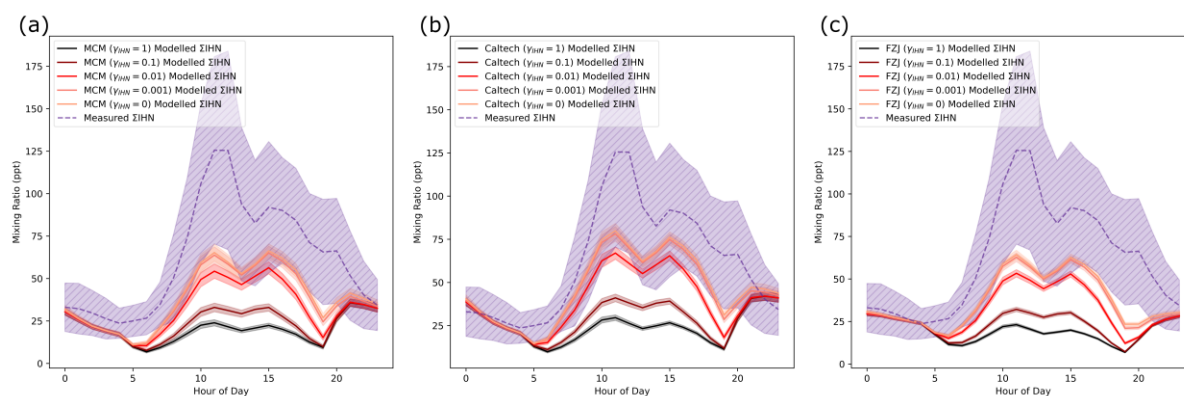 (a)
MCM (γIHN = 1) Modelled ΣIHN
MCM (γIHN = 0.1) Modelled ΣIHN
MCM (γIHN = 0.01) Modelled ΣIHN
MCM (γIHN = 0.001) Modelled ΣIHN
MCM (γIHN = 0) Modelled ΣIHN
Measured ΣIHN
Mixing Ratio (ppt)
175
150
125
100
75
50
25
0
0 5 10 15 20
Hour of Day
(b)
Caltech (γIHN = 1) Modelled ΣIHN
Caltech (γIHN = 0.1) Modelled ΣIHN
Caltech (γIHN = 0.01) Modelled ΣIHN
Caltech (γIHN = 0.001) Modelled ΣIHN
Caltech (γIHN = 0) Modelled ΣIHN
Measured ΣIHN
Mixing Ratio (ppt)
175
150
125
100
75
50
25
0 5 10 15 20
Hour of Day
(c)
FZJ (γIHN = 1) Modelled ΣIHN
FZJ (γIHN = 0.1) Modelled ΣIHN
FZJ (γIHN = 0.01) Modelled ΣIHN
FZJ (γIHN = 0.001) Modelled ΣIHN
FZJ (γIHN = 0) Modelled ΣIHN
Measured ΣIHN
Mixing Ratio (ppt)
175
150
125
100
75
50
25
0
0 5 10 15 20
Hour of Day